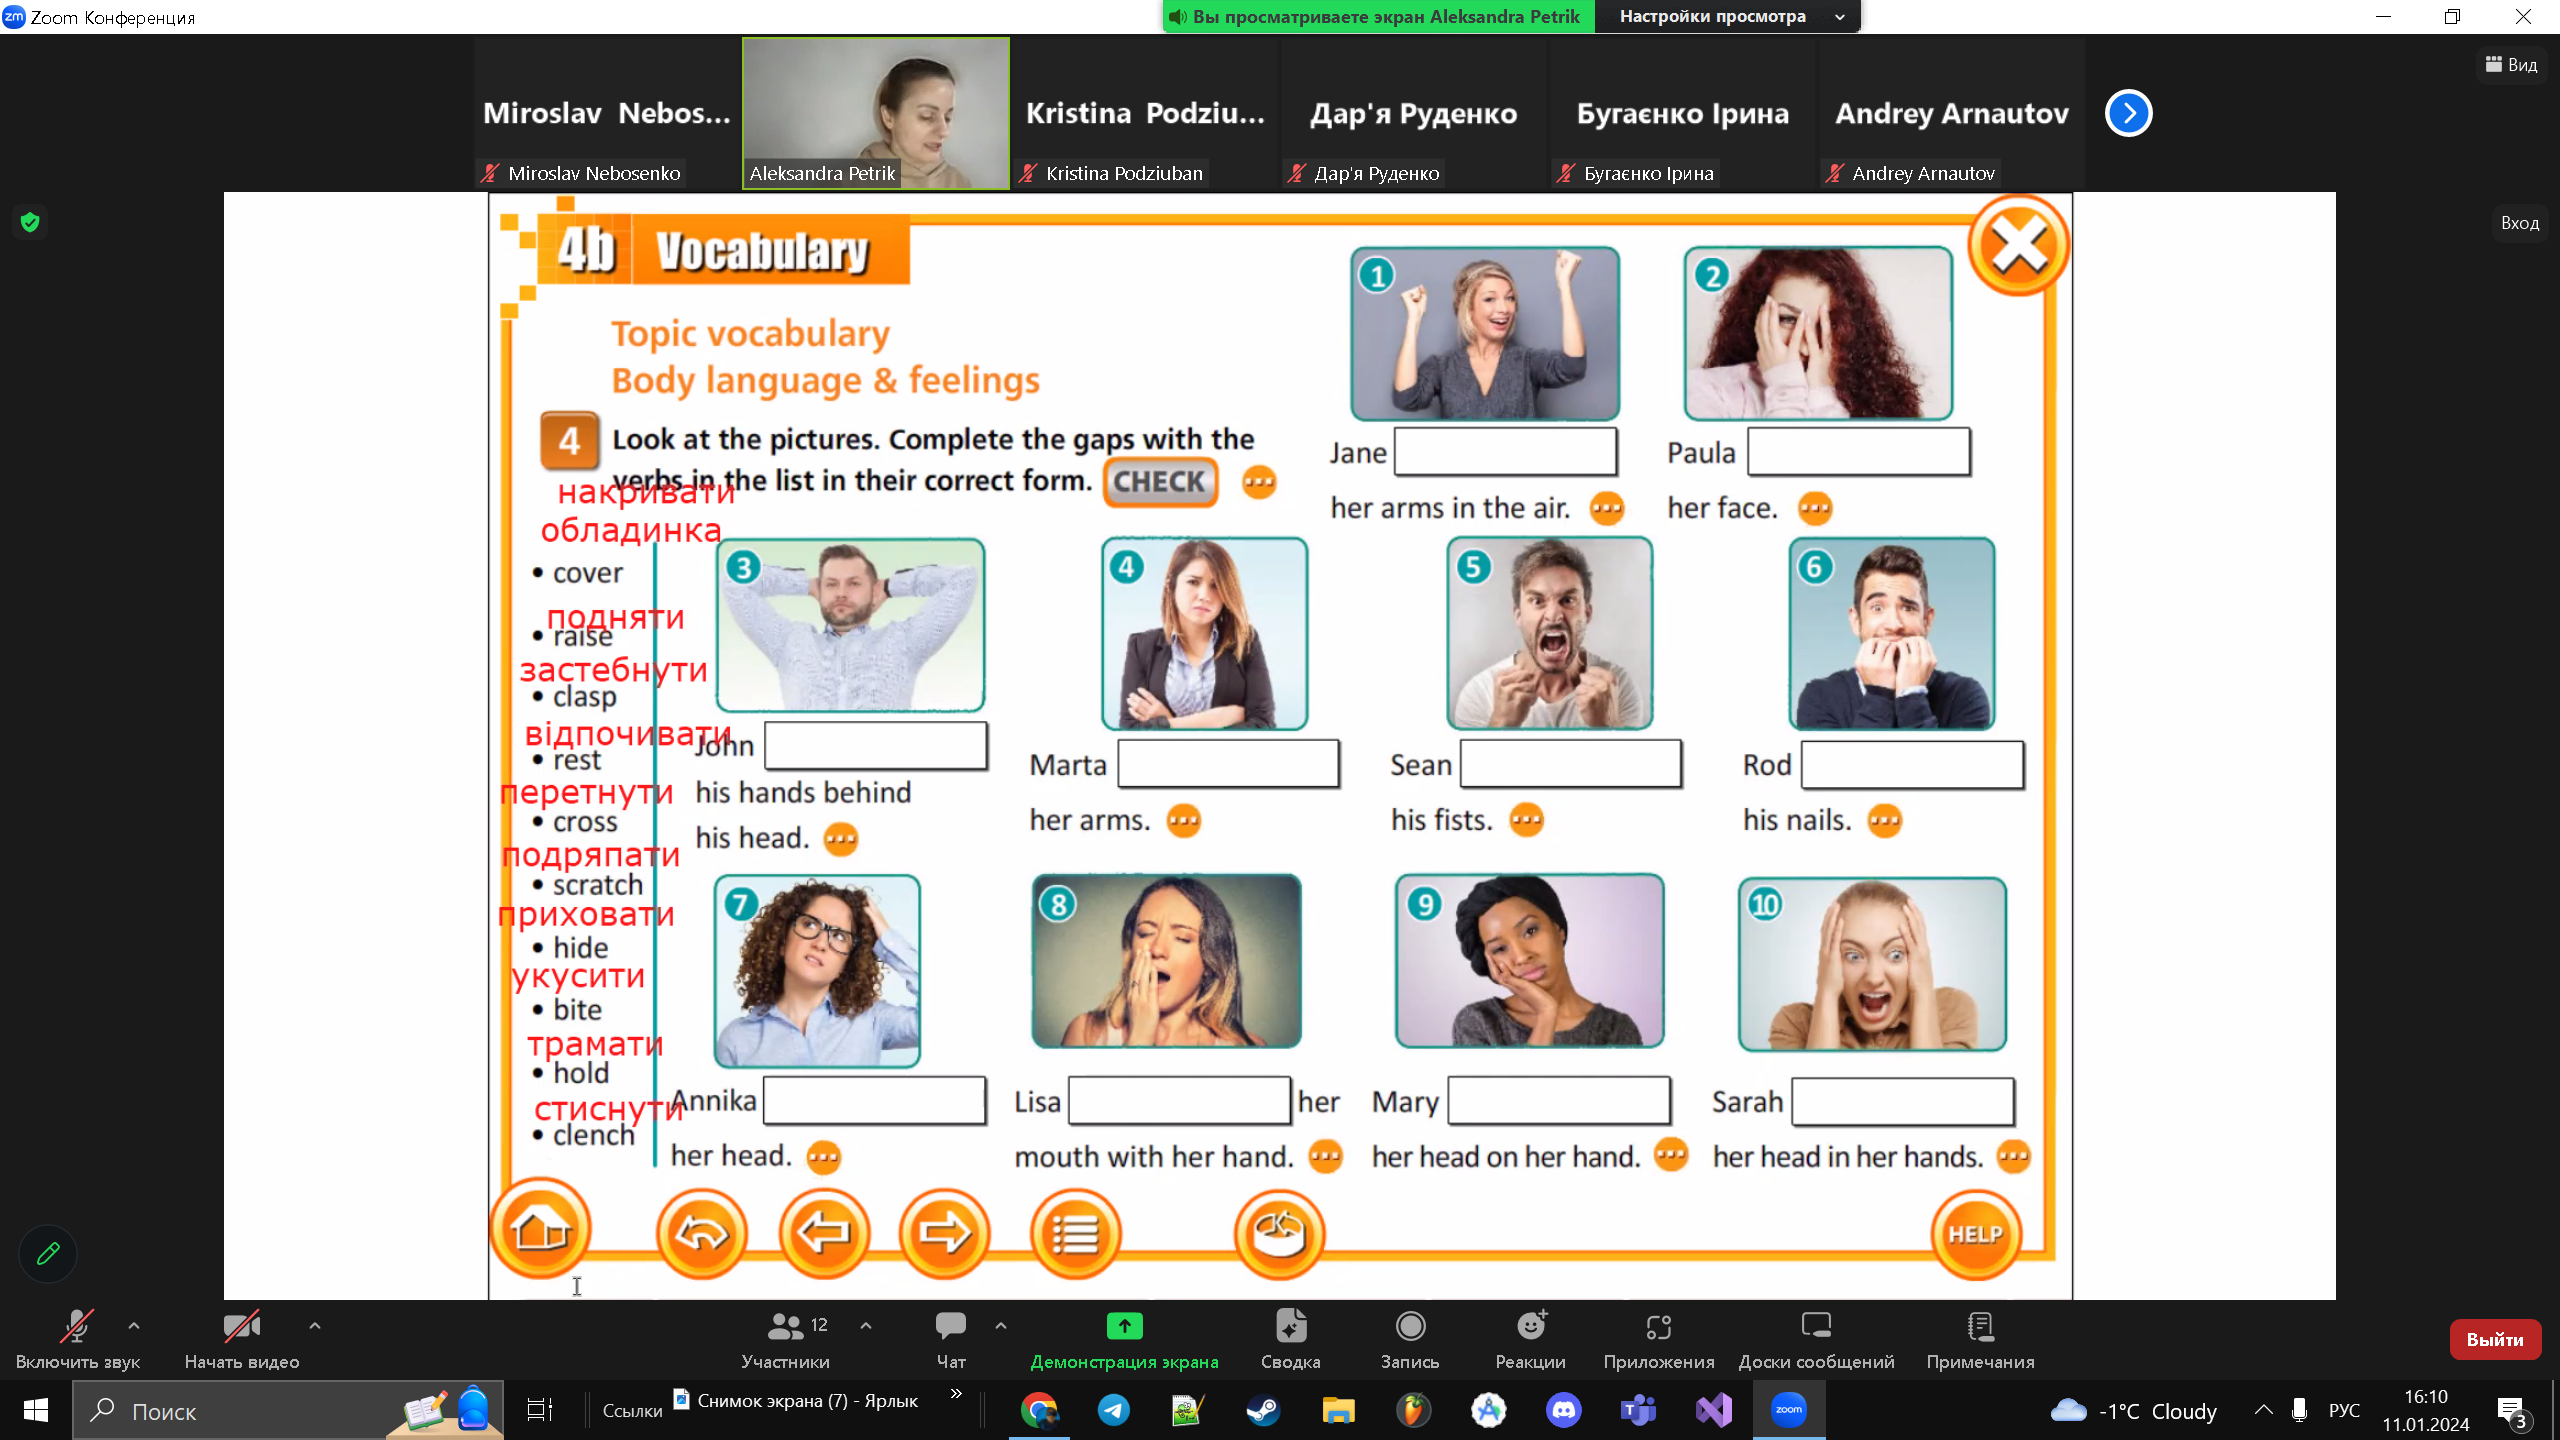 Zoom Конференция
Вы просматриваете экран Aleksandra Petrik
Настройки просмотра
Вид
Miroslav Nebos...
Kristina Podziu...
Дар'я Руденко
Бугаєнко Ірина
Andrey Arnautov
Miroslav Nebosenko
Aleksandra Petrik
Kristina Podziuban
Дар'я Руденко
Бугаєнко Ірина
Andrey Arnautov
Вход
4b Vocabulary
Topic vocabulary
Body language & feelings
4 Look at the pictures. Complete the gaps with the
verbs in the list in their correct form. CHECK
накривати
обладинка
• cover
подняти
• raise
застебнути
• clasp
відпочивати
• rest
перетнути
• cross
подряпати
• scratch
приховати
• hide
укусити
• bite
трамати
• hold
стиснути
• clench
1
Jane
her arms in the air.
2
Paula
her face.
3
John
his hands behind
his head.
4
Marta
her arms.
5
Sean
his fists.
6
Rod
his nails.
7
Annika
her head.
8
Lisa her
mouth with her hand.
9
Mary
her head on her hand.
10
Sarah
her head in her hands.
HELP
Включить звук
Начать видео
12
Участники
Чат
Демонстрация экрана
Сводка
Запись
Реакции
Приложения
Доски сообщений
Примечания
Выйти
Поиск
Ссылки
Снимок экрана (7) - Ярлык
zoom
-1°C Cloudy
РУС
16:10
11.01.2024
3